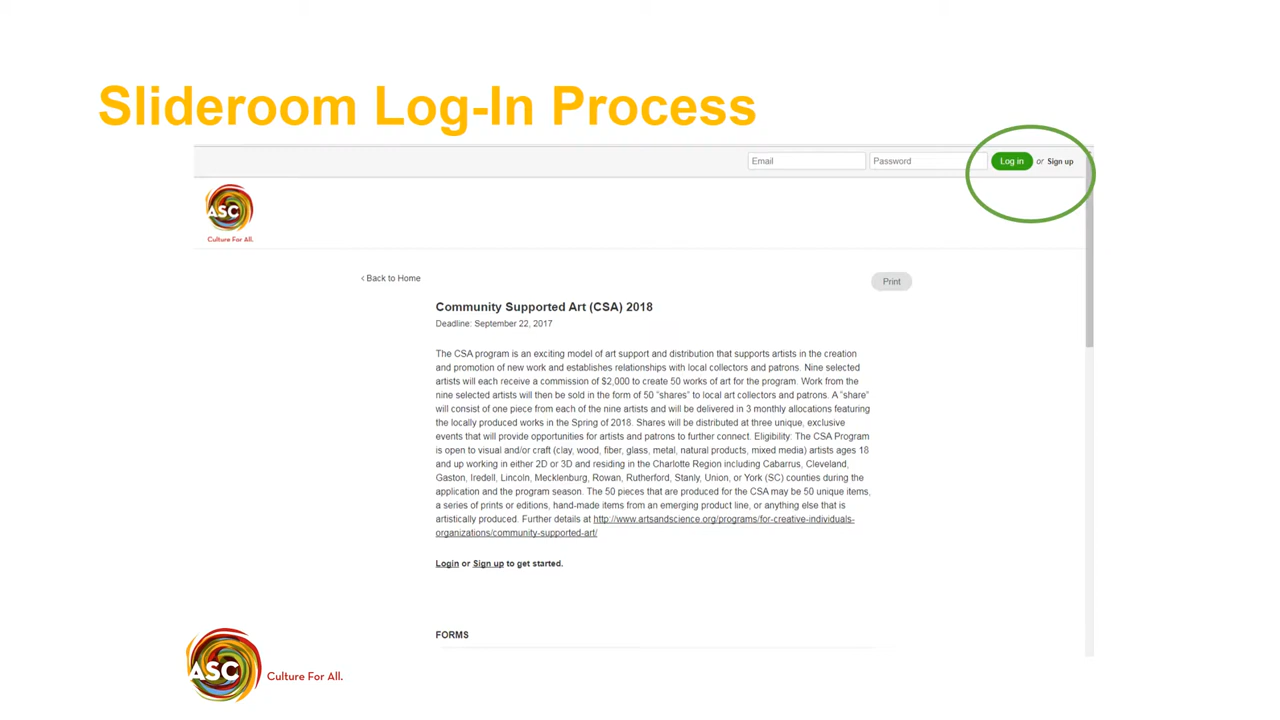 Slideroom Log-In Process
Email
Password
Log in or Sign up
ASC
Culture For All.
‹ Back to Home
Print
Community Supported Art (CSA) 2018
Deadline: September 22, 2017
The CSA program is an exciting model of art support and distribution that supports artists in the creation
and promotion of new work and establishes relationships with local collectors and patrons. Nine selected
artists will each receive a commission of $2,000 to create 50 works of art for the program. Work from the
nine selected artists will then be sold in the form of 50 "shares" to local art collectors and patrons. A "share"
will consist of one piece from each of the nine artists and will be delivered in 3 monthly allocations featuring
the locally produced works in the Spring of 2018. Shares will be distributed at three unique, exclusive
events that will provide opportunities for artists and patrons to further connect. Eligibility: The CSA Program
is open to visual and/or craft (clay, wood, fiber, glass, metal, natural products, mixed media) artists ages 18
and up working in either 2D or 3D and residing in the Charlotte Region including Cabarrus, Cleveland,
Gaston, Iredell, Lincoln, Mecklenburg, Rowan, Rutherford, Stanly, Union, or York (SC) counties during the
application and the program season. The 50 pieces that are produced for the CSA may be 50 unique items,
a series of prints or editions, hand-made items from an emerging product line, or anything else that is
artistically produced. Further details at http://www.artsandscience.org/programs/for-creative-individuals-
organizations/community-supported-art/
Login or Sign up to get started.
FORMS
ASC
Culture For All.